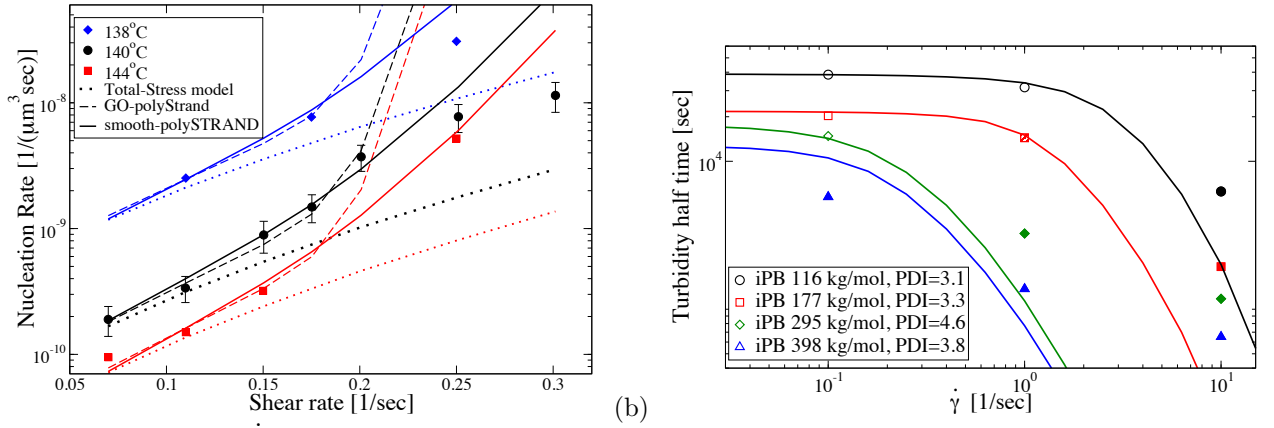 Nucleation Rate [1/(μm³ sec)]
138°C
140°C
144°C
Total-Stress model
GO-polyStrand
smooth-polySTRAND
10⁻⁸
10⁻⁹
10⁻¹⁰
0.05 0.1 0.15 0.2 0.25 0.3
Shear rate [1/sec]
(b)
Turbidity half time [sec]
10⁴
iPB 116 kg/mol, PDI=3.1
iPB 177 kg/mol, PDI=3.3
iPB 295 kg/mol, PDI=4.6
iPB 398 kg/mol, PDI=3.8
10⁻¹ 10⁰ 10¹
γ̇ [1/sec]